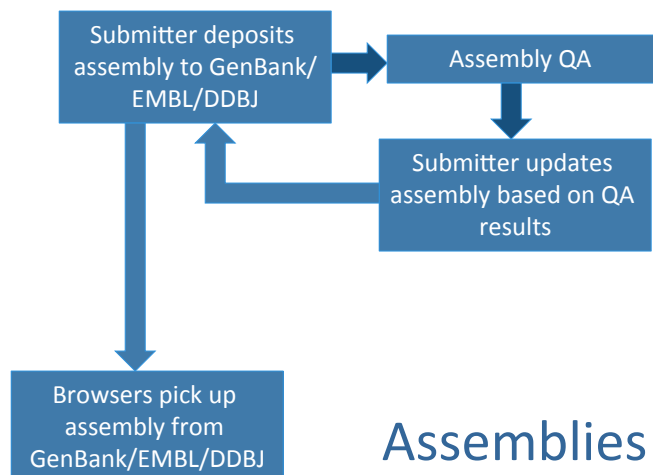 Submitter deposits
assembly to GenBank/
EMBL/DDBJ
Assembly QA
Submitter updates
assembly based on QA
results
Browsers pick up
assembly from
GenBank/EMBL/DDBJ
Assemblies